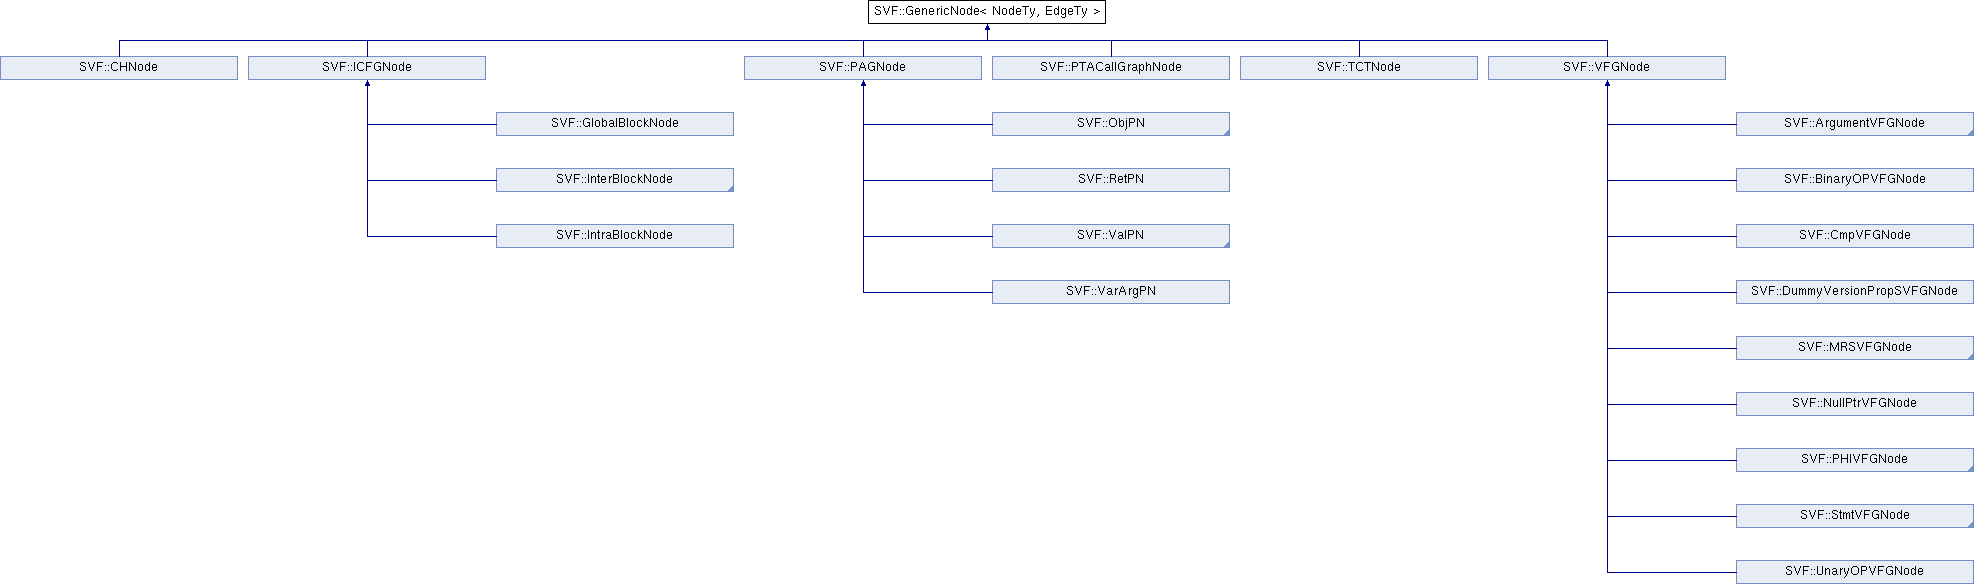 SVF::GenericNode< NodeTy, EdgeTy >
SVF::CHNode
SVF::ICFGNode
SVF::PAGNode
SVF::PTACallGraphNode
SVF::TCTNode
SVF::VFGNode
SVF::GlobalBlockNode
SVF::ObjPN
SVF::ArgumentVFGNode
SVF::InterBlockNode
SVF::RetPN
SVF::BinaryOPVFGNode
SVF::IntraBlockNode
SVF::ValPN
SVF::CmpVFGNode
SVF::VarArgPN
SVF::DummyVersionPropSVFGNode
SVF::MRSVFGNode
SVF::NullPtrVFGNode
SVF::PHIVFGNode
SVF::StmtVFGNode
SVF::UnaryOPVFGNode